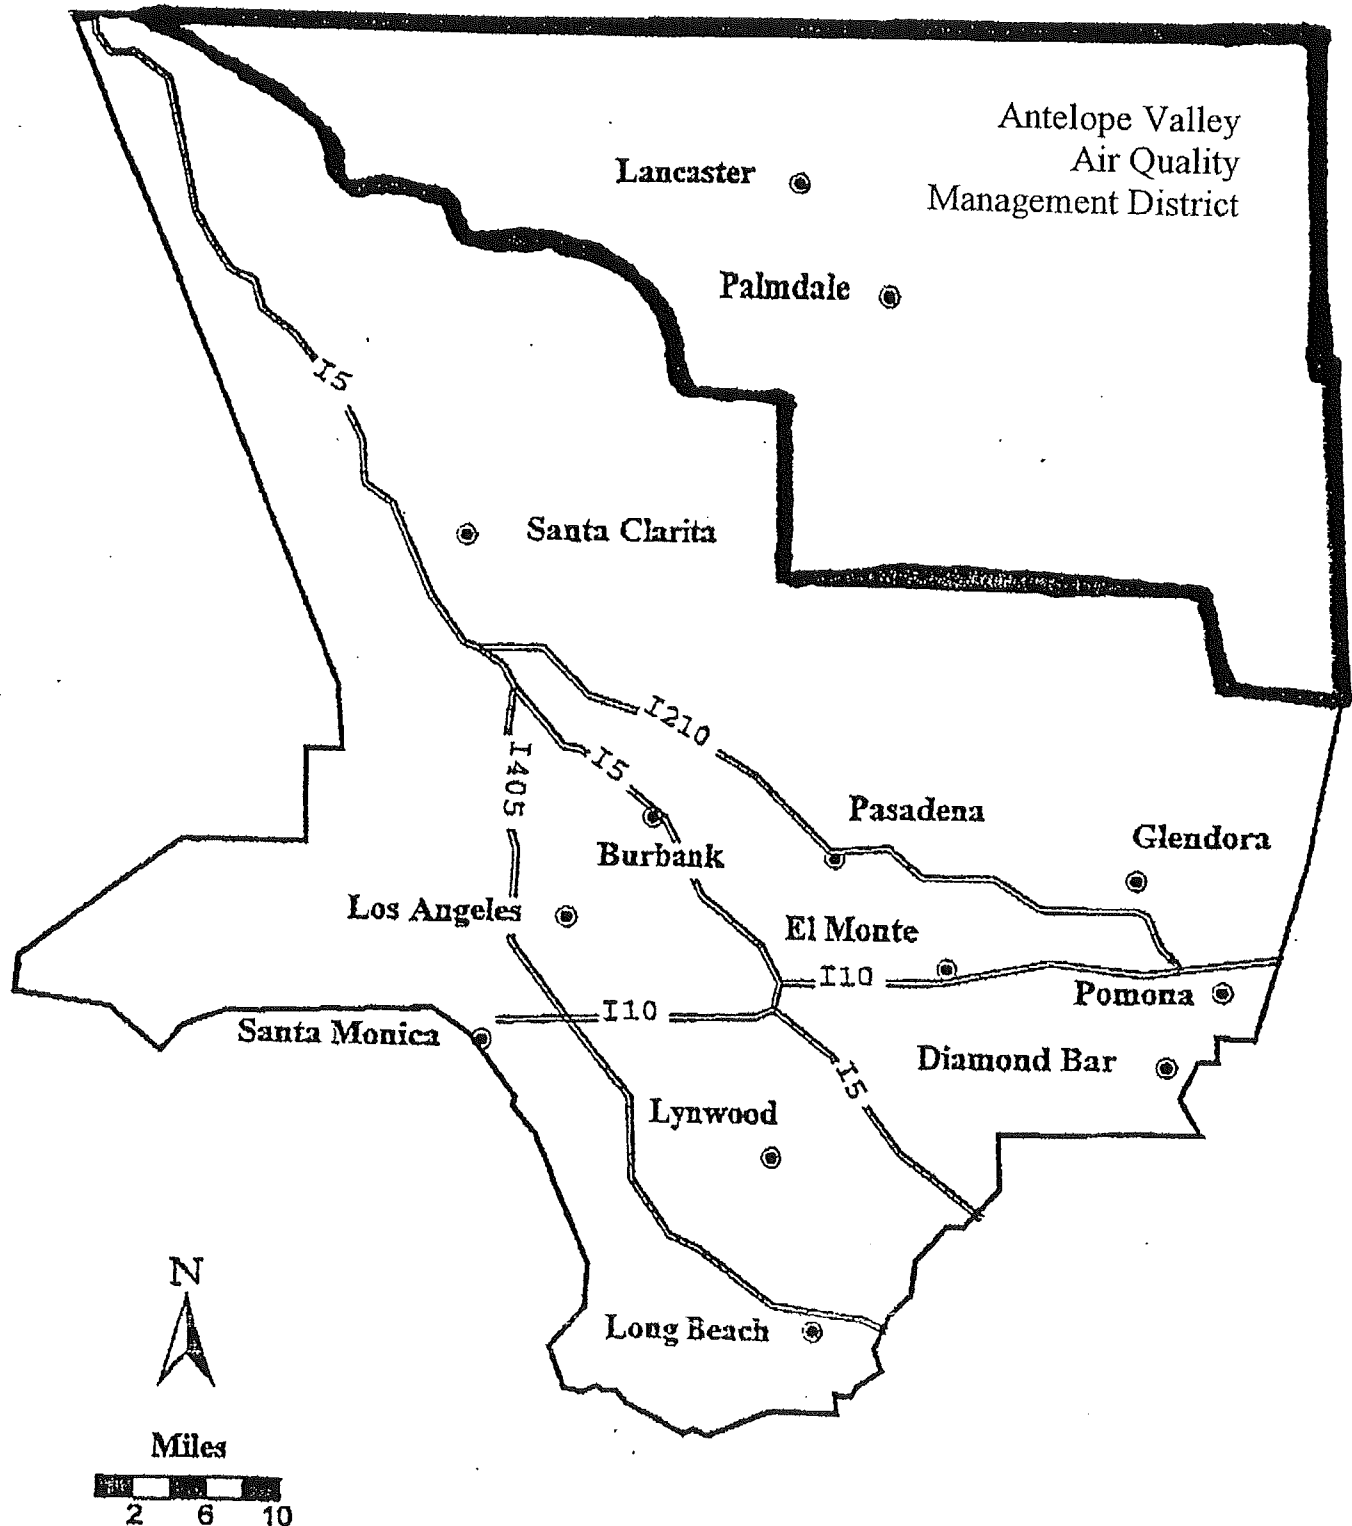 Antelope Valley
Air Quality
Management District
Lancaster
Palmdale
I5
Santa Clarita
I210
I405
I5
Pasadena
Glendora
Burbank
Los Angeles
El Monte
I10
Pomona
I10
Santa Monica
Diamond Bar
I5
Lynwood
N
Long Beach
Miles
2 6 10